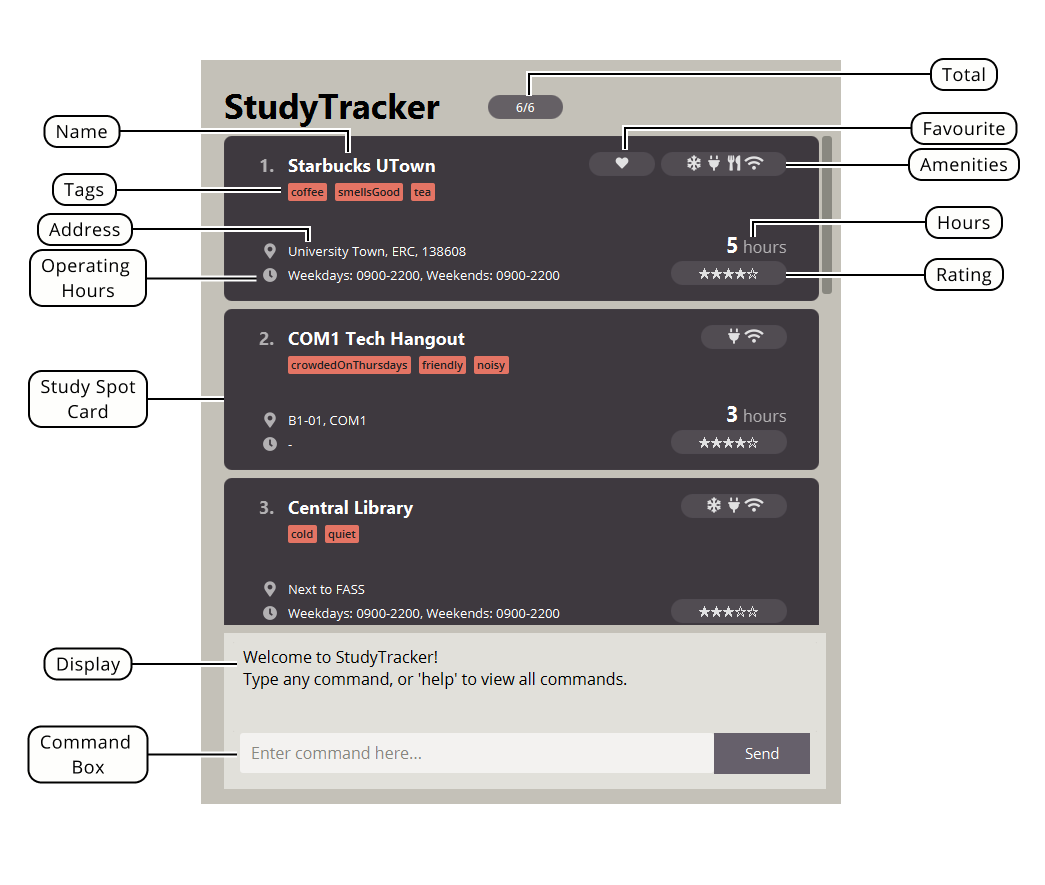 Total
StudyTracker
6/6
Name
Favourite
Amenities
1. Starbucks UTown
Tags
coffee smellsGood tea
Address
Hours
University Town, ERC, 138608
5 hours
Operating
Hours
Weekdays: 0900-2200, Weekends: 0900-2200
★★★★☆
Rating
2. COM1 Tech Hangout
crowdedOnThursdays friendly noisy
Study Spot
Card
B1-01, COM1
3 hours
-
★★★★☆
3. Central Library
cold quiet
Next to FASS
Weekdays: 0900-2200, Weekends: 0900-2200
★★★☆☆
Display
Welcome to StudyTracker!
Type any command, or 'help' to view all commands.
Command
Box
Enter command here...
Send